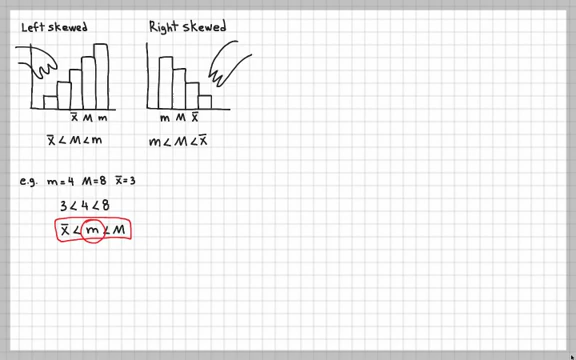 Left skewed
x̄ M m
x̄ < M < m
Right skewed
m M x̄
m < M < x̄
e.g. m=4 M=8 x̄=3
3 < 4 < 8
x̄ < m < M